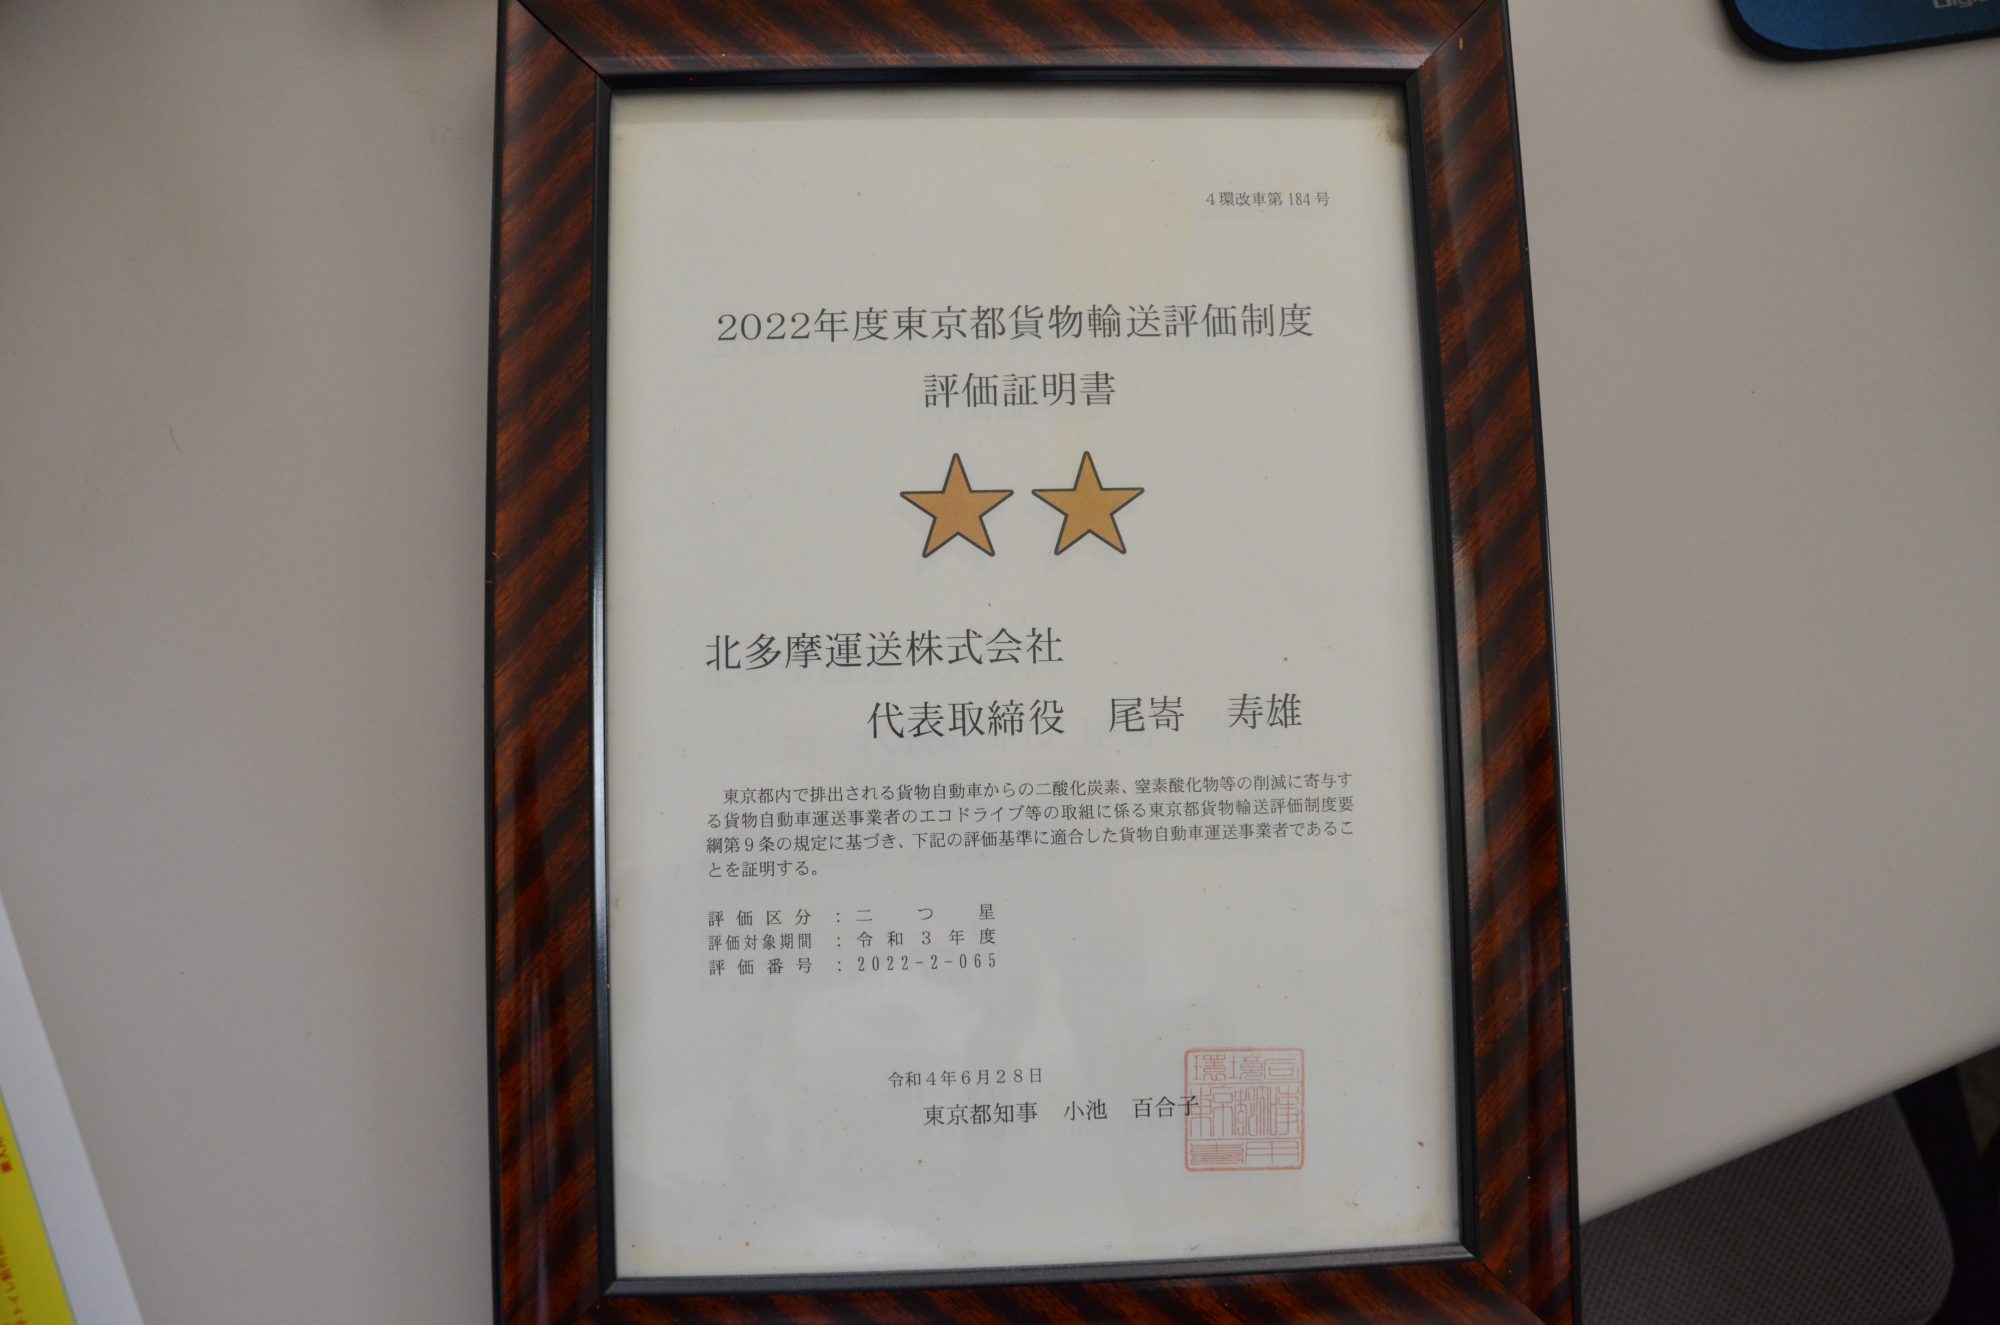 4環改車第184号
2022年度東京都貨物輸送評価制度
評価証明書
北多摩運送株式会社
代表取締役 尾嵜 寿雄
東京都内で排出される貨物自動車からの二酸化炭素、窒素酸化物等の削減に寄与す
る貨物自動車運送事業者のエコドライブ等の取組に係る東京都貨物輸送評価制度要
綱第9条の規定に基づき、下記の評価基準に適合した貨物自動車運送事業者であるこ
とを証明する。
評価区分 : 二つ星
評価対象期間 : 令和3年度
評価番号 : 2022-2-065
令和4年6月28日
東京都知事 小池 百合子